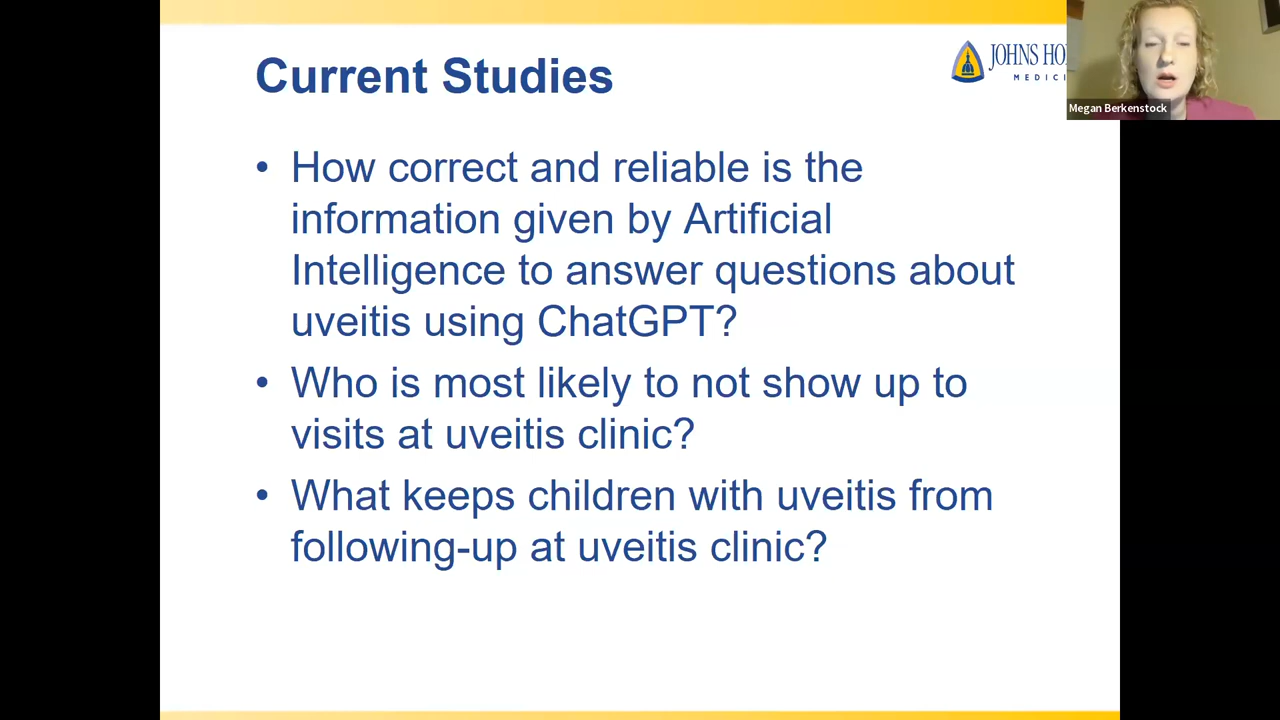 Current Studies
JOHNS
MEDICI
Megan Berkenstock
• How correct and reliable is the
information given by Artificial
Intelligence to answer questions about
uveitis using ChatGPT?
• Who is most likely to not show up to
visits at uveitis clinic?
• What keeps children with uveitis from
following-up at uveitis clinic?